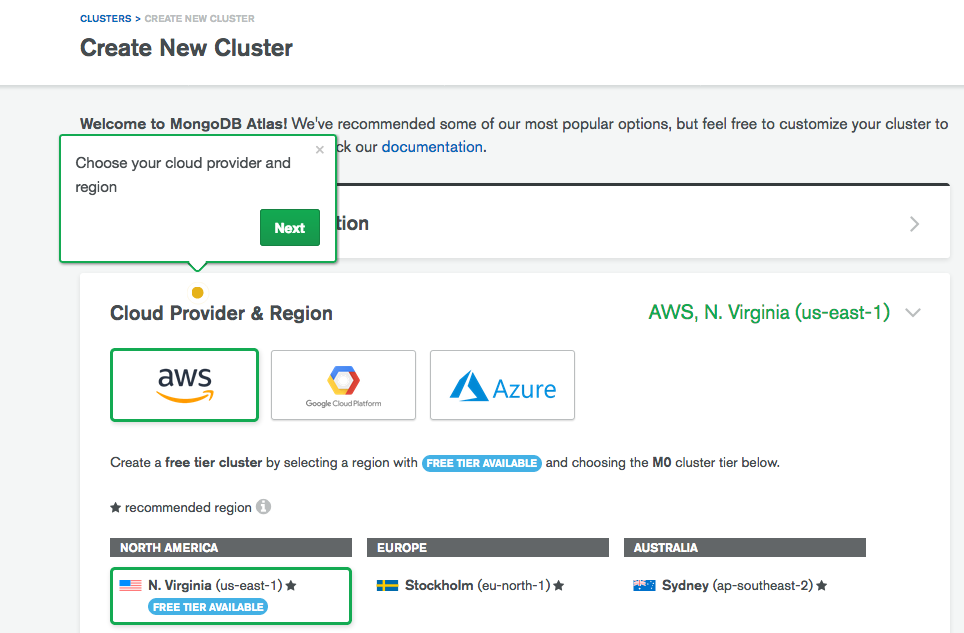 CLUSTERS > CREATE NEW CLUSTER
Create New Cluster
Welcome to MongoDB Atlas! We've recommended some of our most popular options, but feel free to customize your cluster to
ck our documentation.
Choose your cloud provider and
region
×
Next
tion
Cloud Provider & Region
AWS, N. Virginia (us-east-1)
aws
Google Cloud Platform
Azure
Create a free tier cluster by selecting a region with FREE TIER AVAILABLE and choosing the M0 cluster tier below.
★ recommended region i
NORTH AMERICA
EUROPE
AUSTRALIA
N. Virginia (us-east-1) ★
FREE TIER AVAILABLE
Stockholm (eu-north-1) ★
Sydney (ap-southeast-2) ★